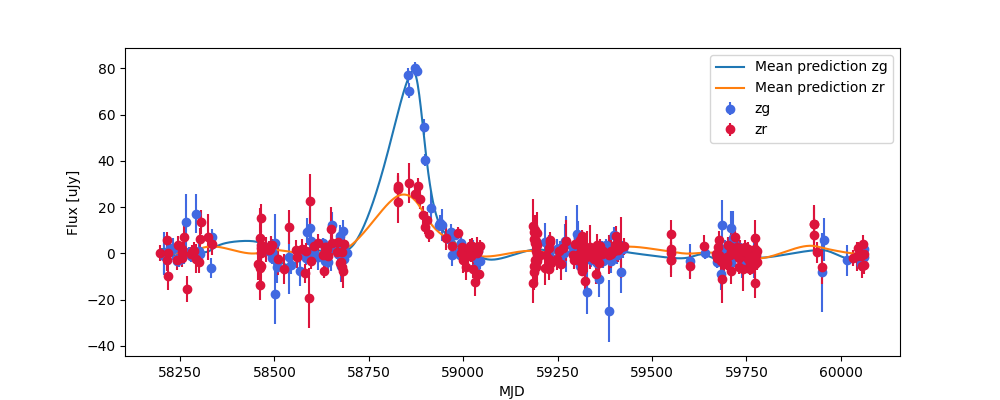 Mean prediction zg
Mean prediction zr
zg
zr
Flux [uJy]
80
60
40
20
0
−20
−40
58250
58500
58750
59000
59250
59500
59750
60000
MJD